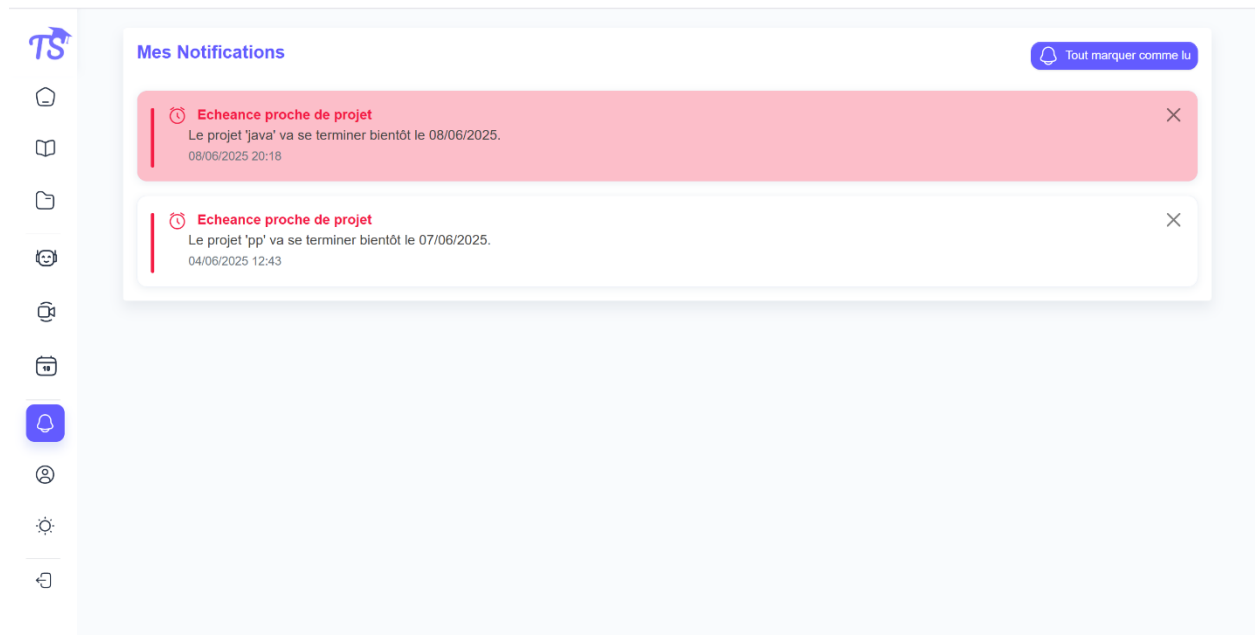 TS
Mes Notifications
Tout marquer comme lu
Echeance proche de projet
Le projet 'java' va se terminer bientôt le 08/06/2025.
08/06/2025 20:18
Echeance proche de projet
Le projet 'pp' va se terminer bientôt le 07/06/2025.
04/06/2025 12:43